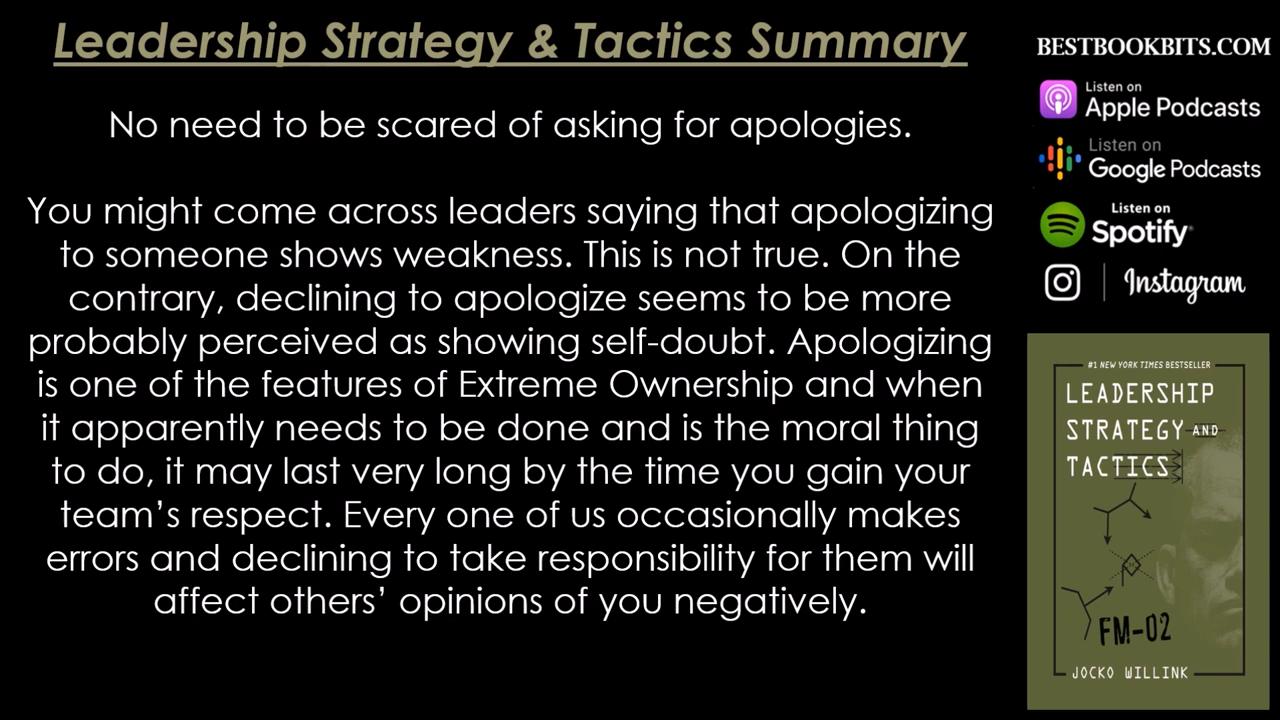 Leadership Strategy & Tactics Summary
No need to be scared of asking for apologies.
You might come across leaders saying that apologizing
to someone shows weakness. This is not true. On the
contrary, declining to apologize seems to be more
probably perceived as showing self-doubt. Apologizing
is one of the features of Extreme Ownership and when
it apparently needs to be done and is the moral thing
to do, it may last very long by the time you gain your
team’s respect. Every one of us occasionally makes
errors and declining to take responsibility for them will
affect others’ opinions of you negatively.
BESTBOOKBITS.COM
Listen on
Apple Podcasts
Listen on
Google Podcasts
Listen on
Spotify
Instagram
#1 NEW YORK TIMES BESTSELLER
LEADERSHIP
STRATEGY AND
TACTICS
FM-02
JOCKO WILLINK